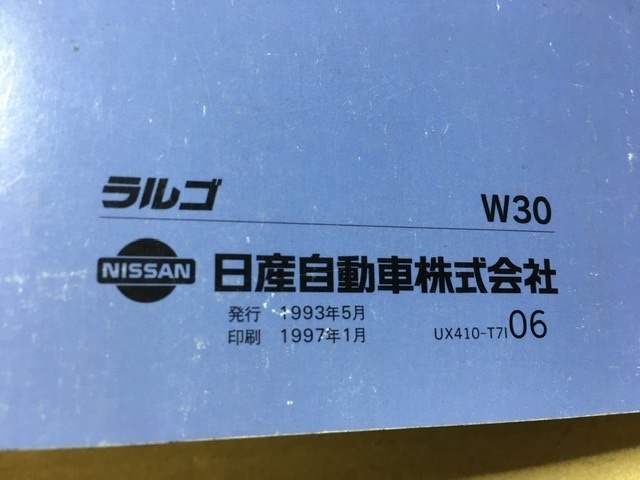 ラルゴ W30
NISSAN 日産自動車株式会社
発行 1993年5月
印刷 1997年1月 UX410-T7I06